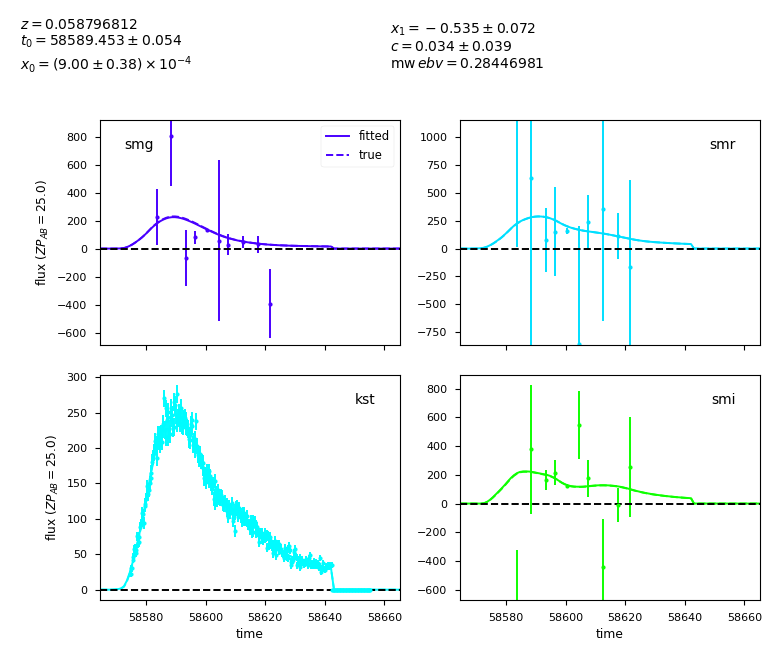 z = 0.058796812
t₀ = 58589.453 ± 0.054
x₀ = (9.00 ± 0.38) × 10⁻⁴
x₁ = −0.535 ± 0.072
c = 0.034 ± 0.039
mw ebv = 0.28446981
smg
fitted
true
flux (ZP_AB = 25.0)
800
600
400
200
0
−200
−400
−600
smr
1000
750
500
250
0
−250
−500
−750
kst
flux (ZP_AB = 25.0)
300
250
200
150
100
50
0
58580 58600 58620 58640 58660
time
smi
800
600
400
200
0
−200
−400
−600
58580 58600 58620 58640 58660
time